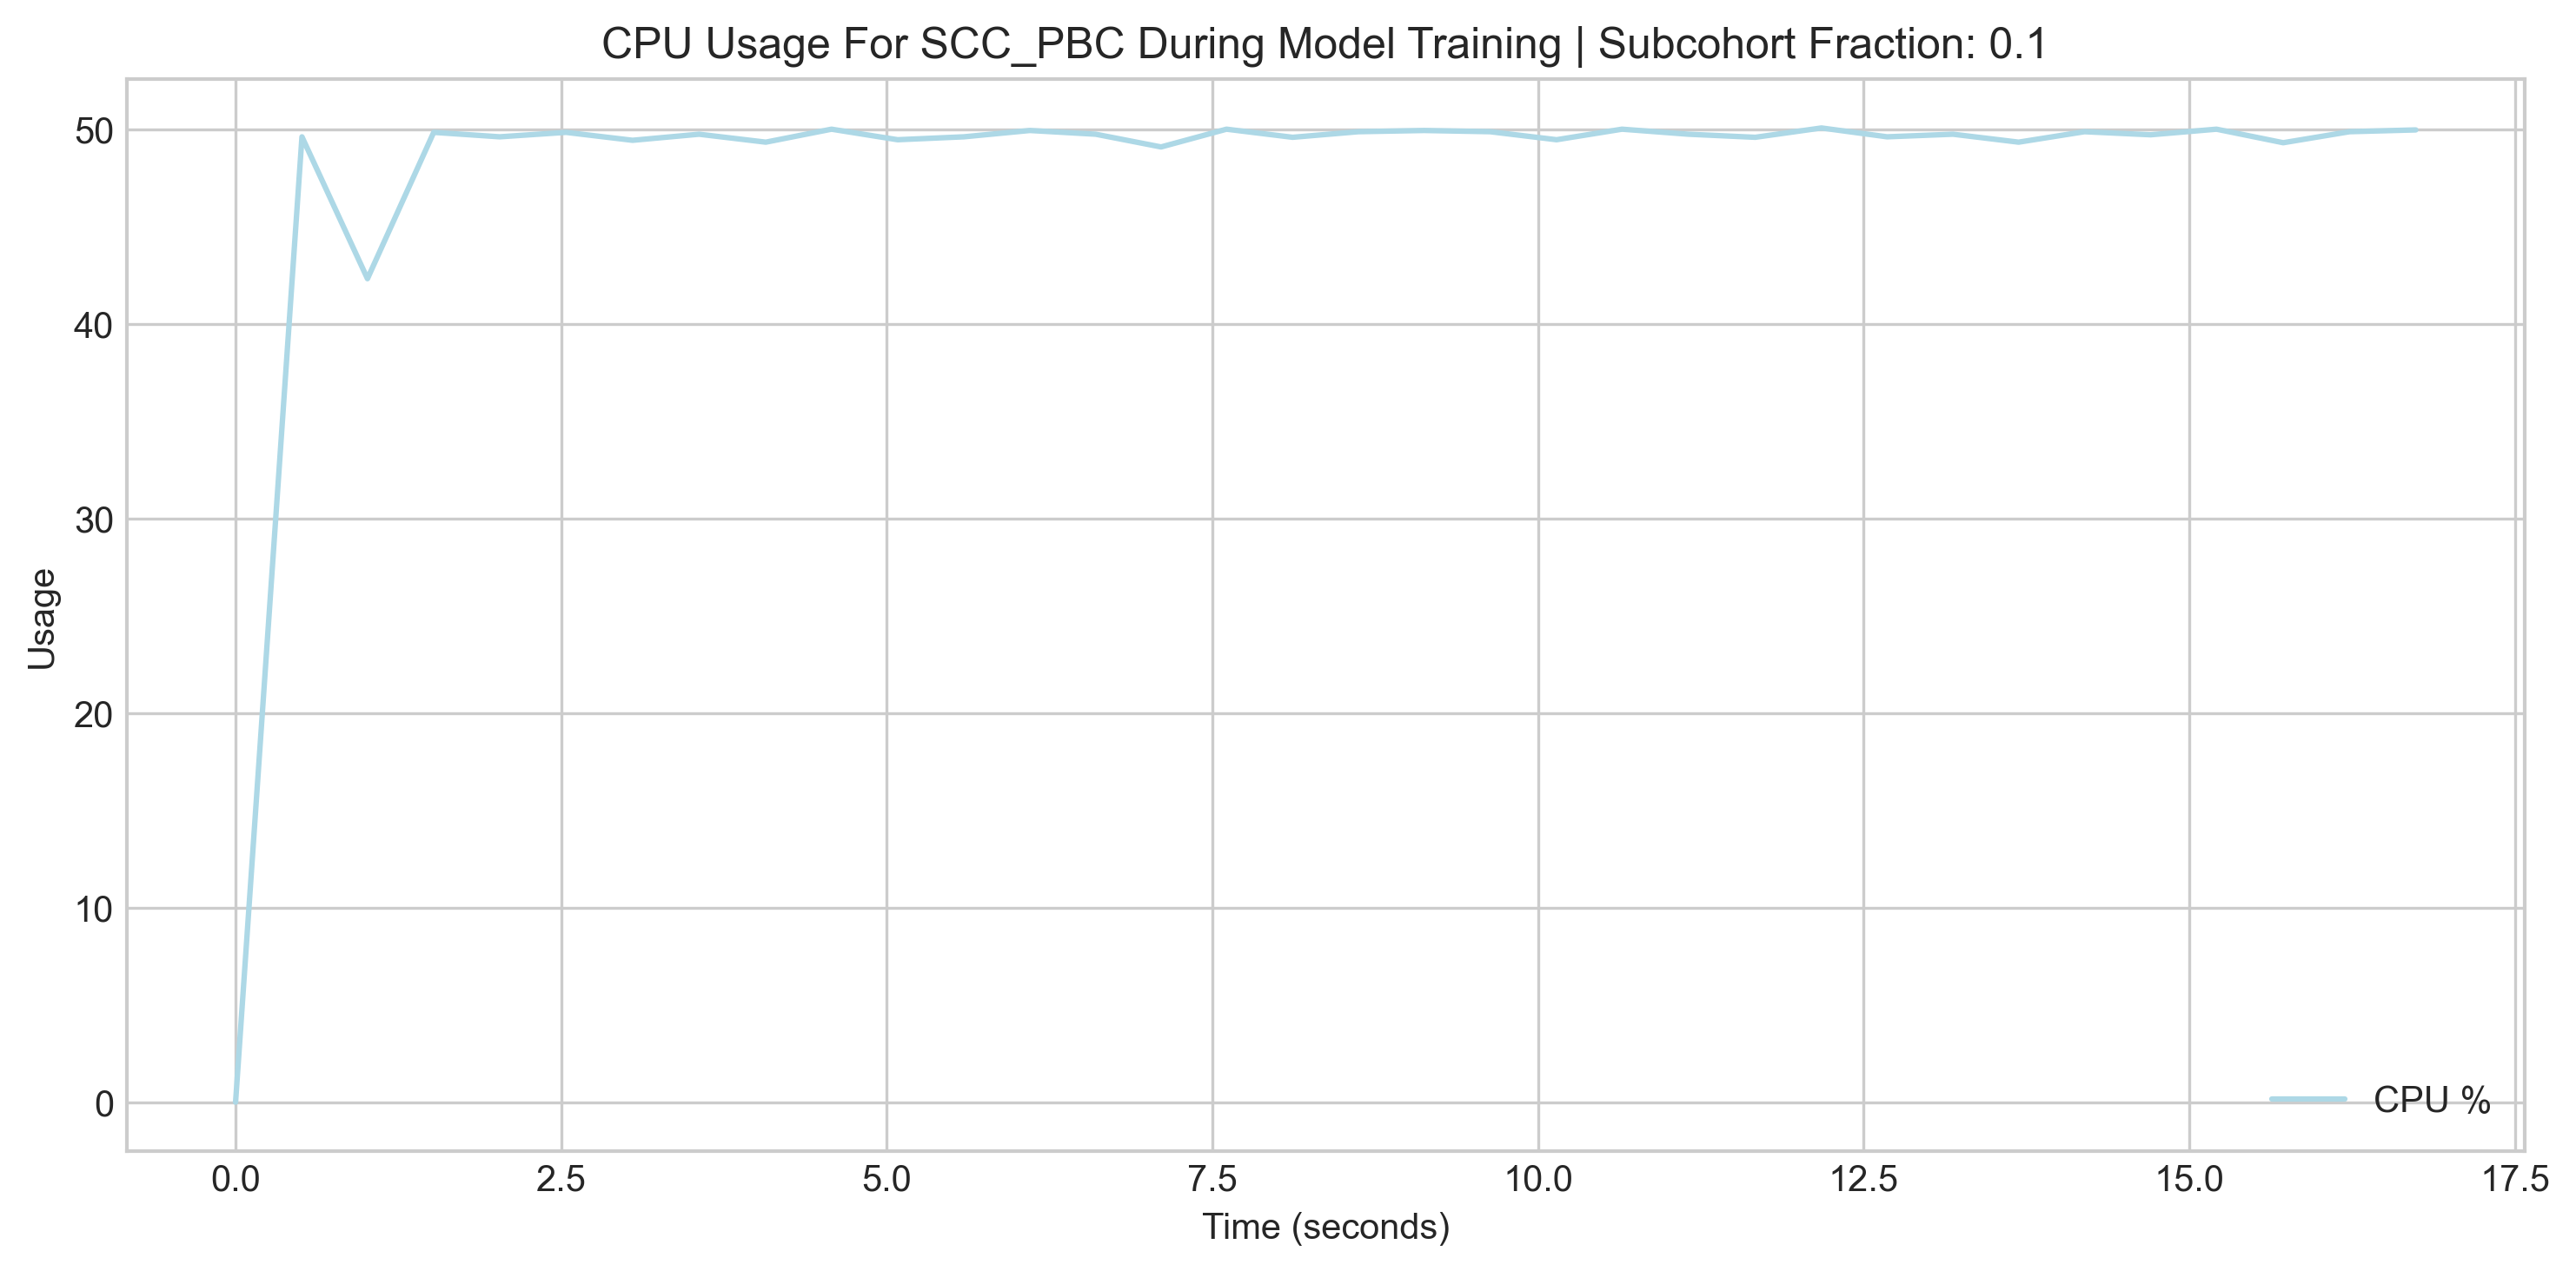 CPU Usage For SCC_PBC During Model Training | Subcohort Fraction: 0.1
50
40
30
20
10
0
Usage
CPU %
0.0 2.5 5.0 7.5 10.0 12.5 15.0 17.5
Time (seconds)